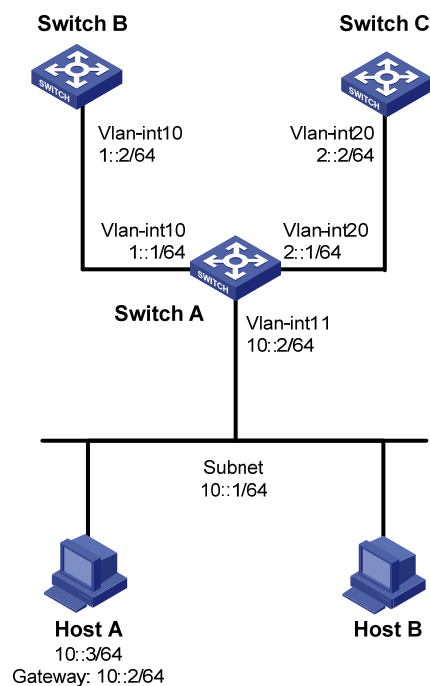 Switch B
Switch C
SWITCH
SWITCH
Vlan-int10
1::2/64
Vlan-int20
2::2/64
Vlan-int10
1::1/64
Vlan-int20
2::1/64
SWITCH
Switch A
Vlan-int11
10::2/64
Subnet
10::1/64
Host A
10::3/64
Gateway: 10::2/64
Host B